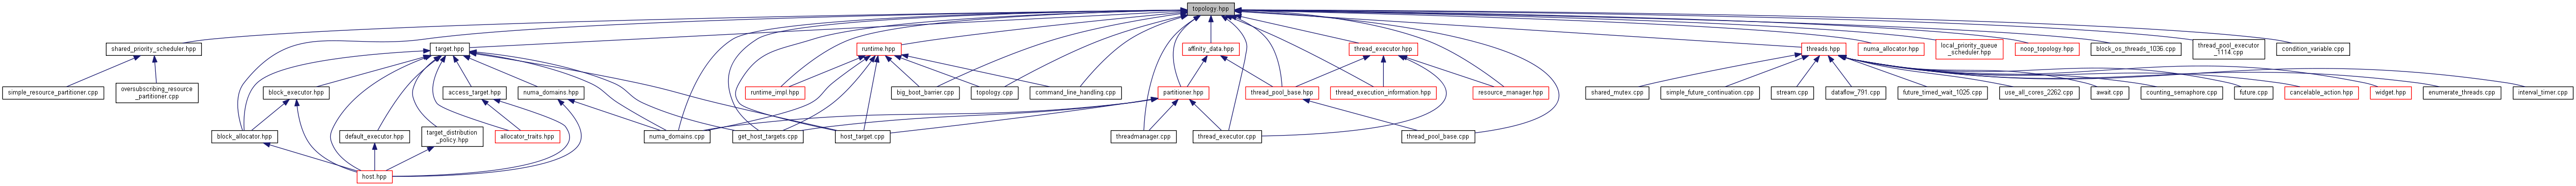 topology.hpp
shared_priority_scheduler.hpp
target.hpp
runtime.hpp
affinity_data.hpp
thread_executor.hpp
threads.hpp
numa_allocator.hpp
local_priority_queue
_scheduler.hpp
noop_topology.hpp
block_os_threads_1036.cpp
thread_pool_executor
_1114.cpp
condition_variable.cpp
simple_resource_partitioner.cpp
oversubscribing_resource
_partitioner.cpp
block_executor.hpp
access_target.hpp
numa_domains.hpp
runtime_impl.hpp
big_boot_barrier.cpp
topology.cpp
command_line_handling.cpp
partitioner.hpp
thread_pool_base.hpp
thread_execution_information.hpp
resource_manager.hpp
shared_mutex.cpp
simple_future_continuation.cpp
stream.cpp
dataflow_791.cpp
future_timed_wait_1025.cpp
use_all_cores_2262.cpp
await.cpp
counting_semaphore.cpp
future.cpp
cancelable_action.hpp
widget.hpp
enumerate_threads.cpp
interval_timer.cpp
block_allocator.hpp
default_executor.hpp
target_distribution
_policy.hpp
allocator_traits.hpp
numa_domains.cpp
get_host_targets.cpp
host_target.cpp
threadmanager.cpp
thread_executor.cpp
thread_pool_base.cpp
host.hpp